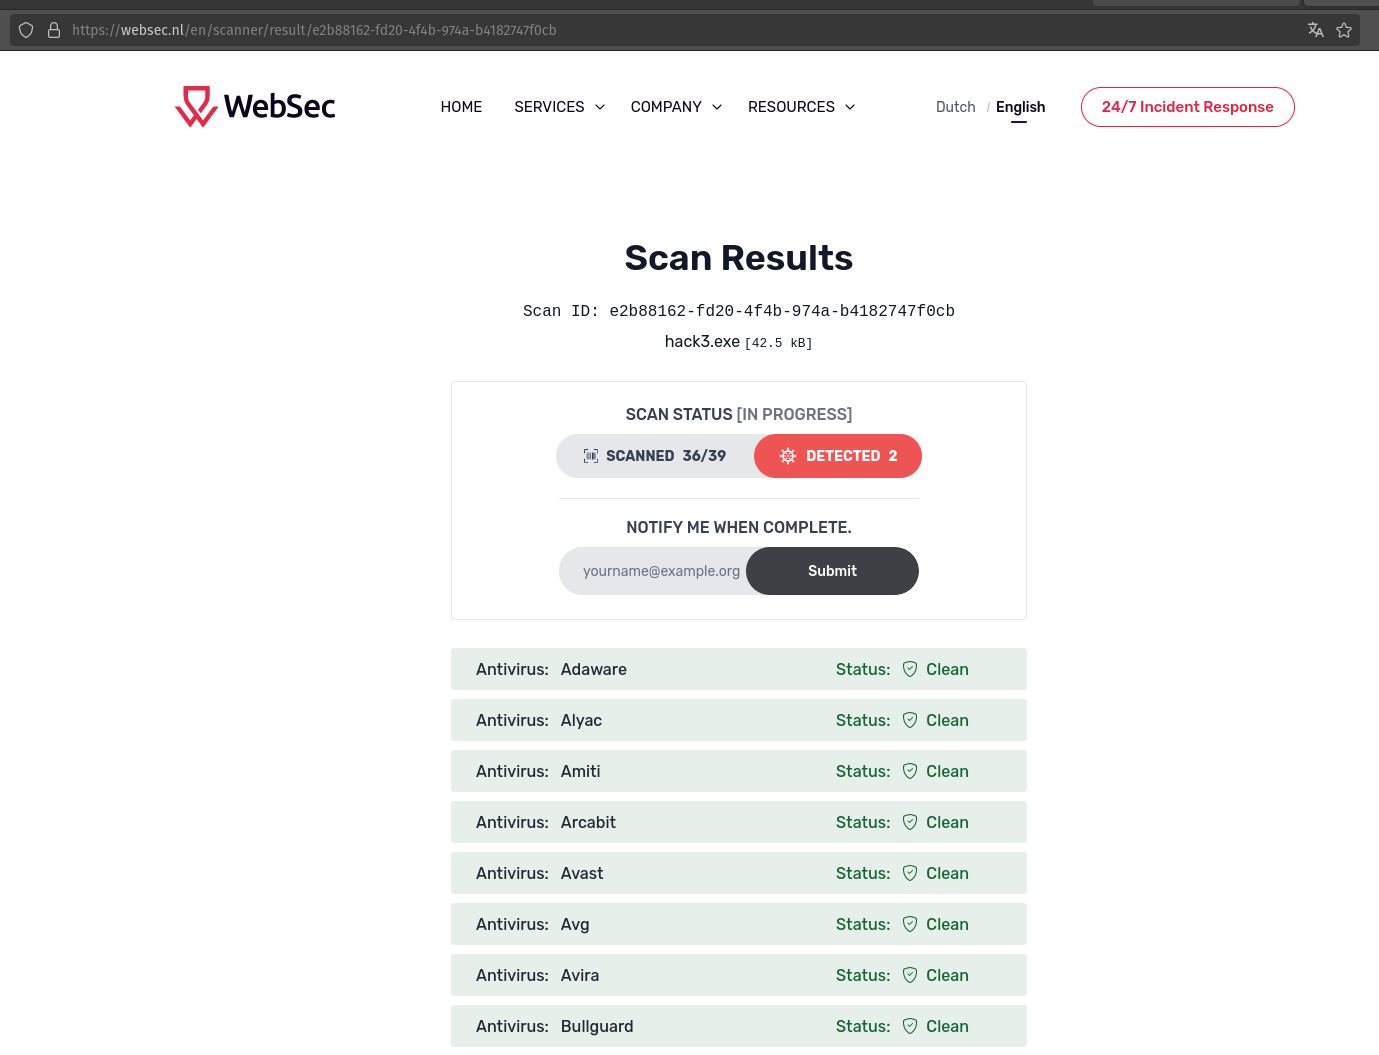 https://websec.nl/en/scanner/result/e2b88162-fd20-4f4b-974a-b4182747f0cb
WebSec HOME SERVICES COMPANY RESOURCES Dutch / English 24/7 Incident Response
Scan Results
Scan ID: e2b88162-fd20-4f4b-974a-b4182747f0cb
hack3.exe [42.5 kB]
SCAN STATUS [IN PROGRESS]
SCANNED 36/39 DETECTED 2
NOTIFY ME WHEN COMPLETE.
yourname@example.org Submit
Antivirus: Adaware Status: Clean
Antivirus: Alyac Status: Clean
Antivirus: Amiti Status: Clean
Antivirus: Arcabit Status: Clean
Antivirus: Avast Status: Clean
Antivirus: Avg Status: Clean
Antivirus: Avira Status: Clean
Antivirus: Bullguard Status: Clean